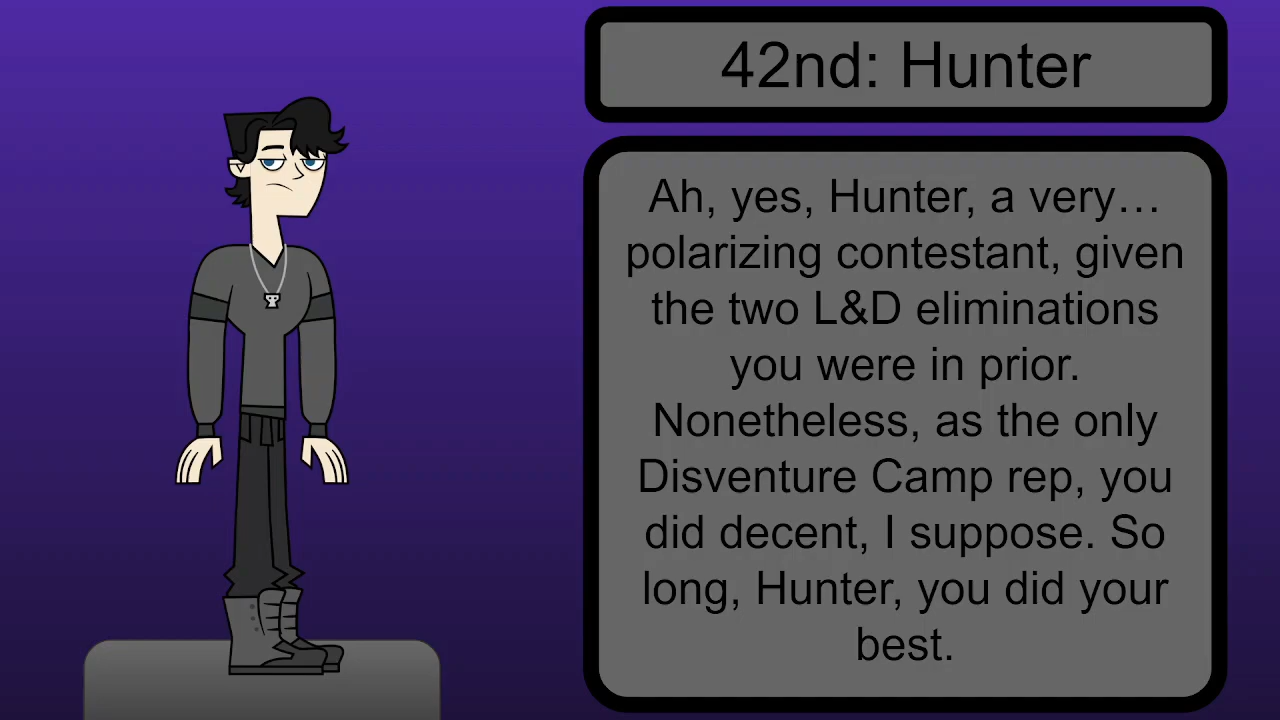 42nd: Hunter
Ah, yes, Hunter, a very…
polarizing contestant, given
the two L&D eliminations
you were in prior.
Nonetheless, as the only
Disventure Camp rep, you
did decent, I suppose. So
long, Hunter, you did your
best.